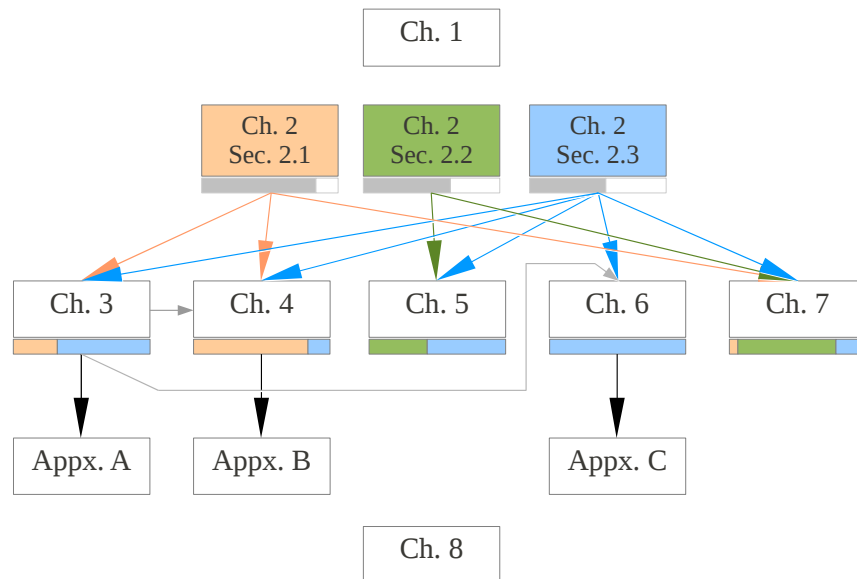 Ch. 1
Ch. 2
Sec. 2.1
Ch. 2
Sec. 2.2
Ch. 2
Sec. 2.3
Ch. 3
Ch. 4
Ch. 5
Ch. 6
Ch. 7
Appx. A
Appx. B
Appx. C
Ch. 8